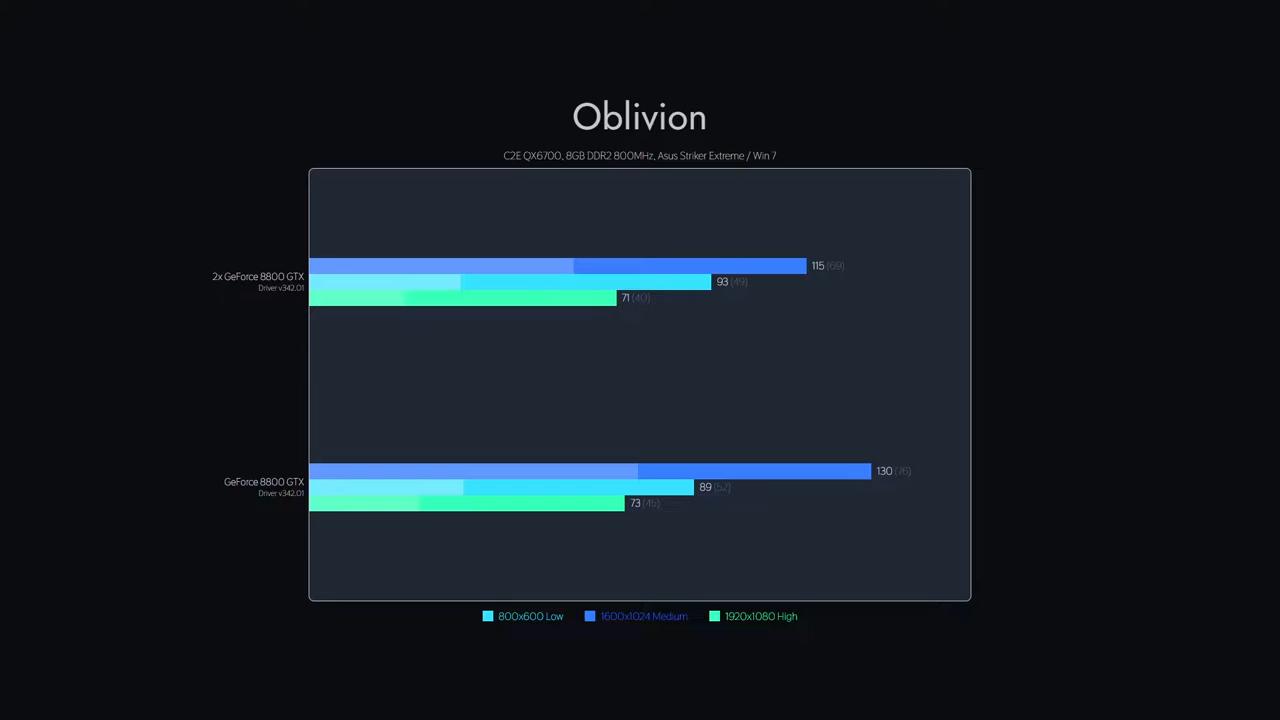 Oblivion
C2E QX6700, 8GB DDR2 800MHz, Asus Striker Extreme / Win 7
2x GeForce 8800 GTX
Driver v342.01
115 (69)
93 (49)
71 (40)
GeForce 8800 GTX
Driver v342.01
130 (76)
89 (52)
73 (45)
800x600 Low 1600x1024 Medium 1920x1080 High